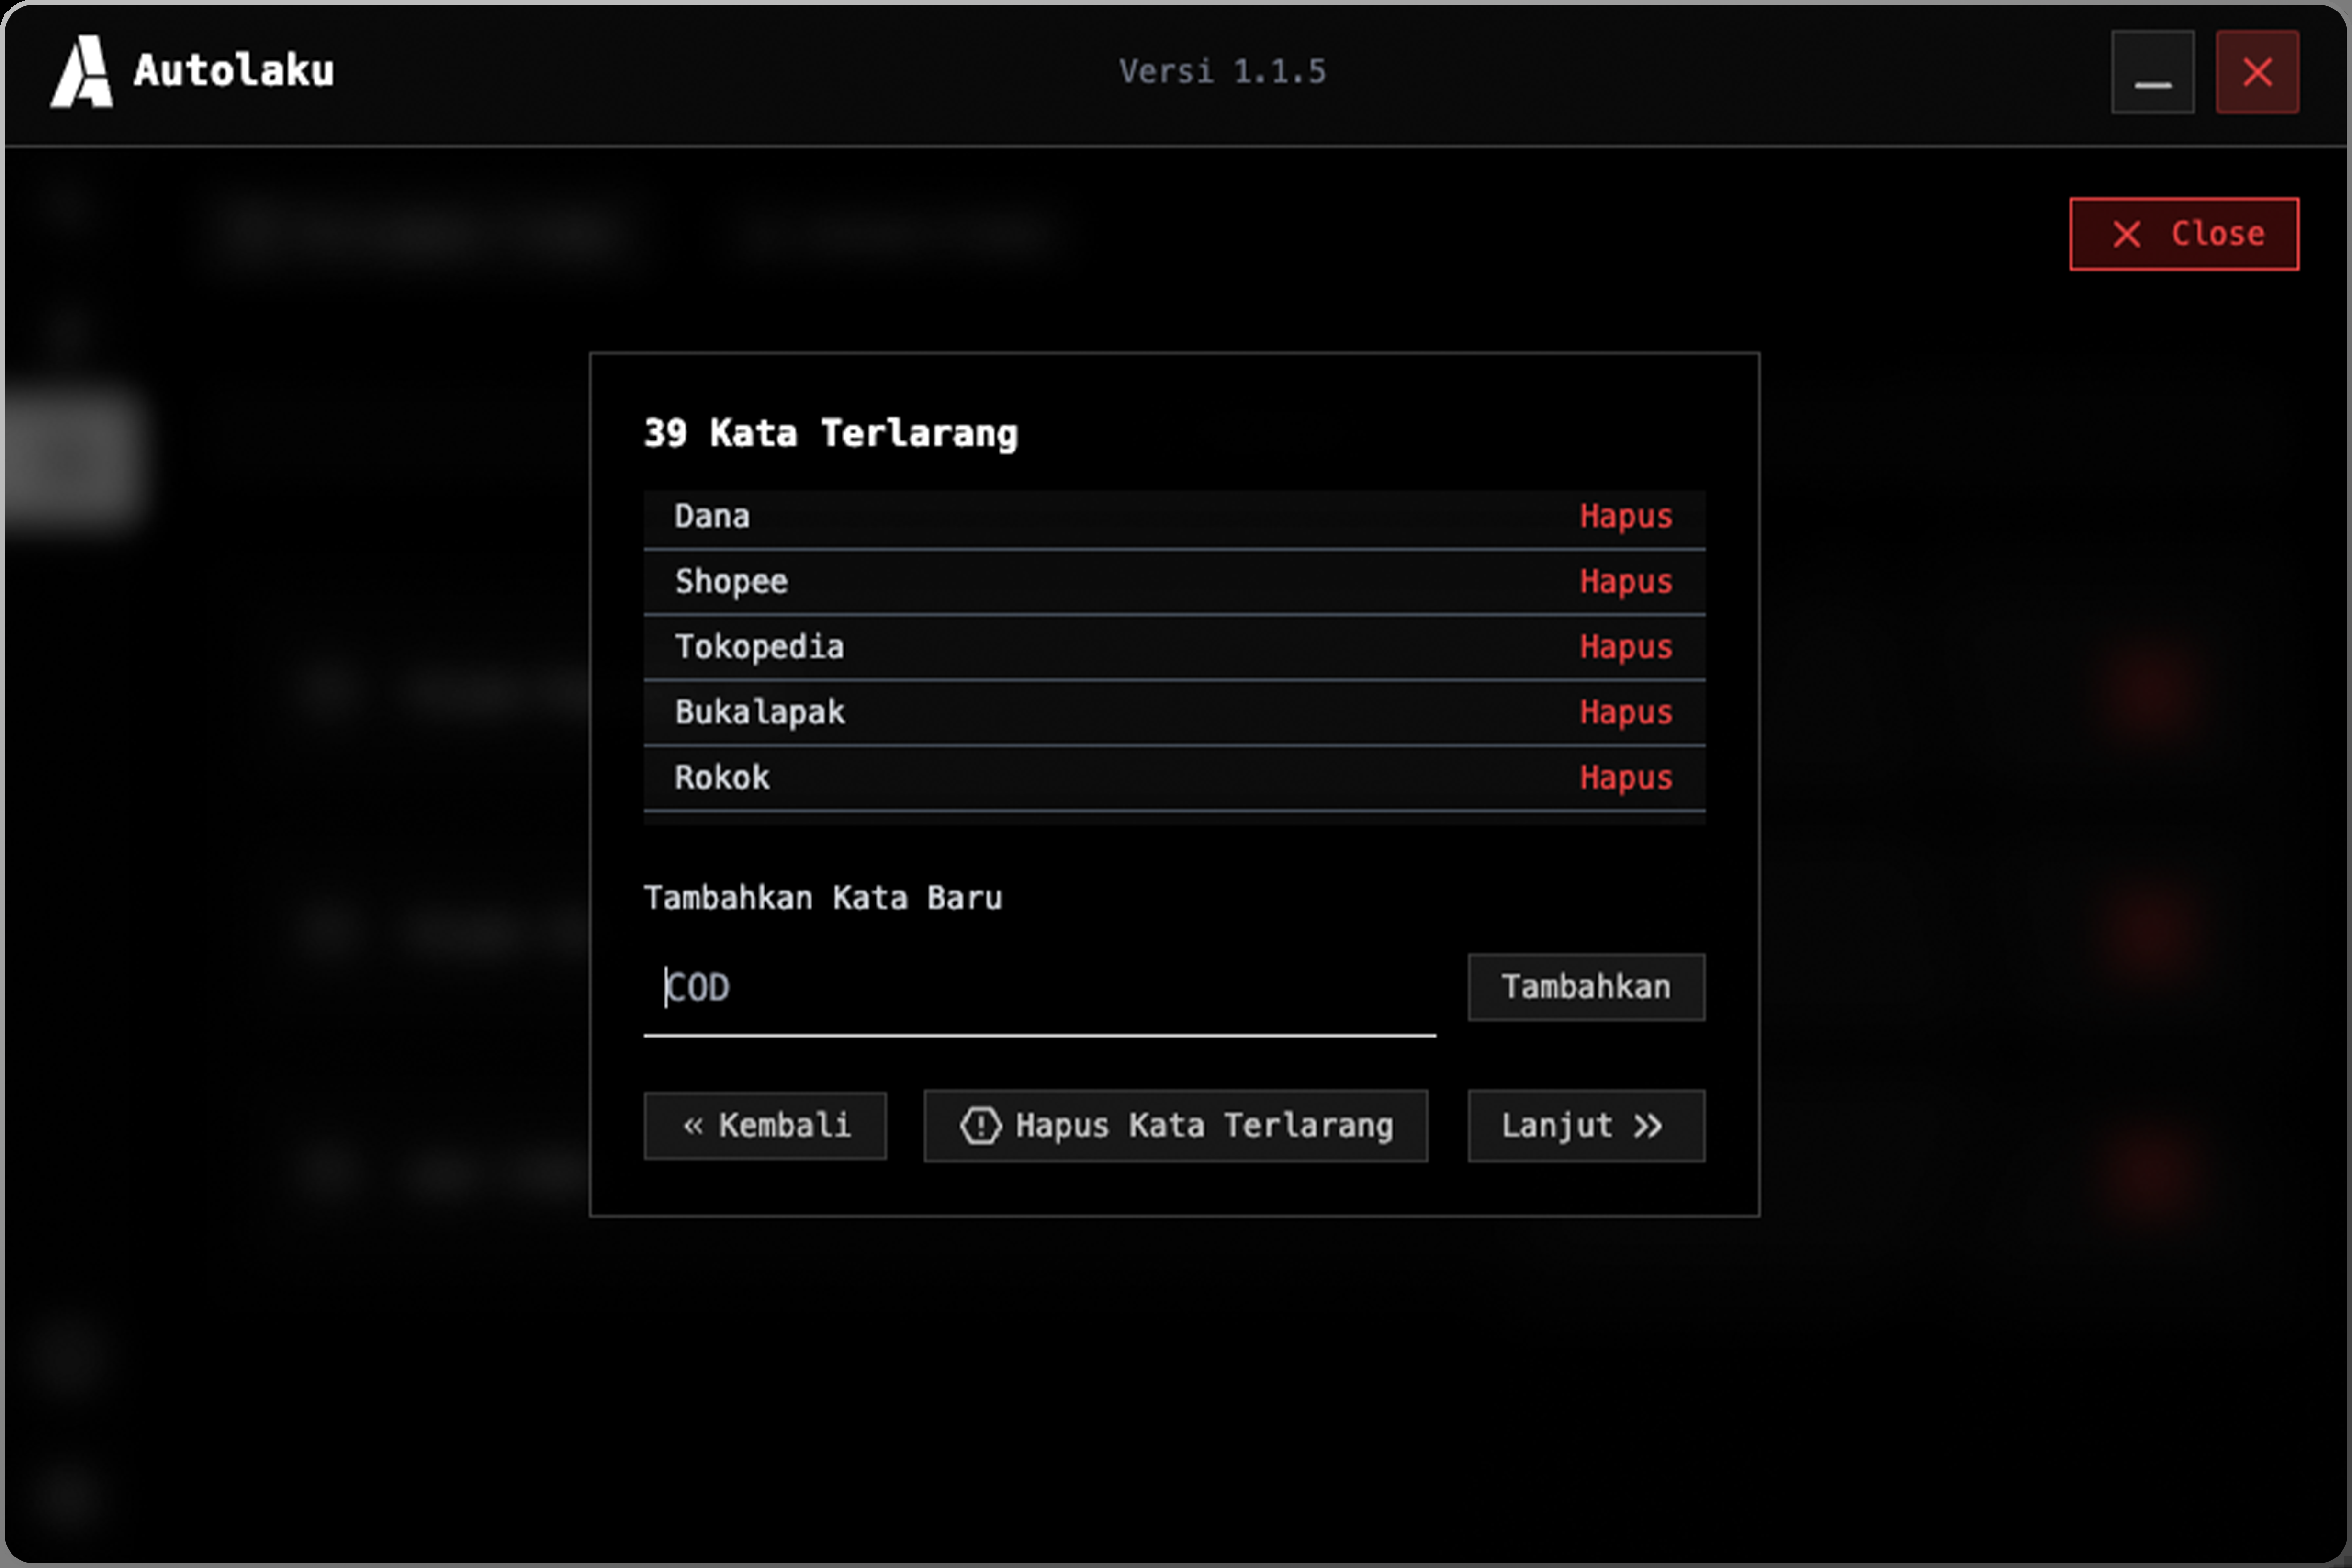 Autolaku
Versi 1.1.5
Close
39 Kata Terlarang
Dana Hapus
Shopee Hapus
Tokopedia Hapus
Bukalapak Hapus
Rokok Hapus
Tambahkan Kata Baru
COD Tambahkan
« Kembali Hapus Kata Terlarang Lanjut »